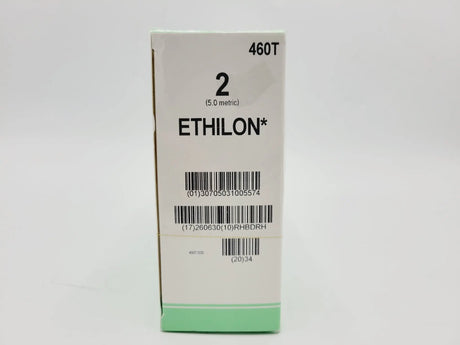 460T
2
(5.0 metric)
ETHILON*
(01)30705031005574
(17)260630(10)RHBDRH
(20)34